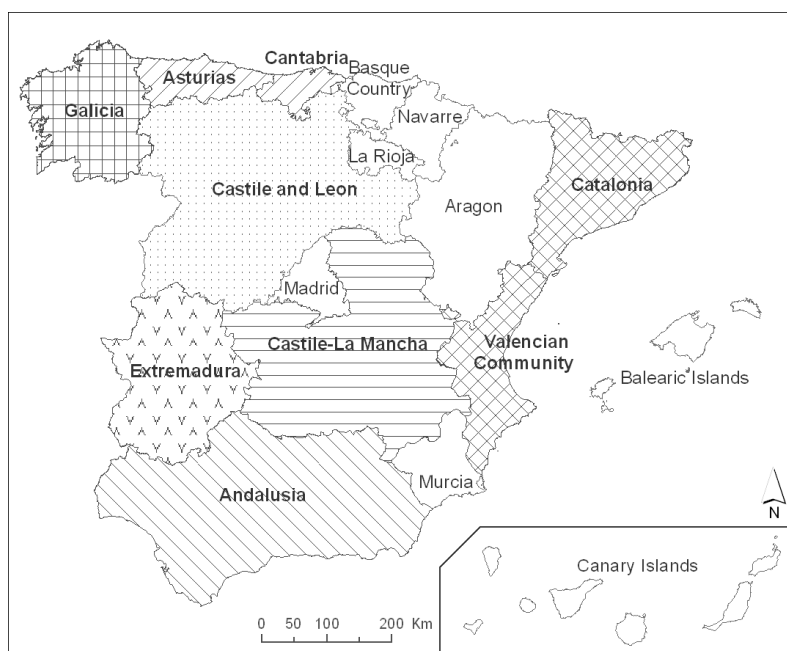 Cantabria
Basque
Country
Asturias
Galicia
Navarre
La Rioja
Castile and Leon
Catalonia
Aragon
Madrid
Castile-La Mancha
Valencian
Community
Extremadura
Balearic Islands
Andalusia
Murcia
N
Canary Islands
0 50 100 200 Km